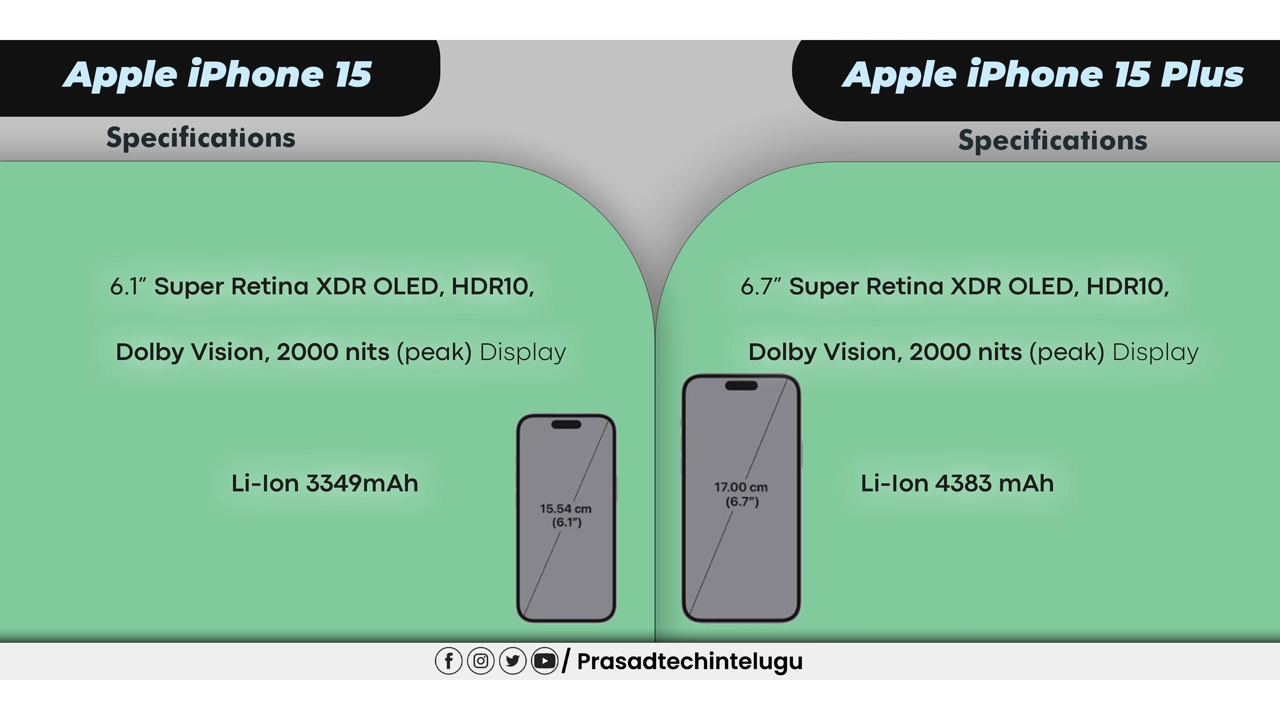 Apple iPhone 15
Specifications
6.1” Super Retina XDR OLED, HDR10,
Dolby Vision, 2000 nits (peak) Display
Li-Ion 3349mAh
15.54 cm
(6.1”)
Apple iPhone 15 Plus
Specifications
6.7” Super Retina XDR OLED, HDR10,
Dolby Vision, 2000 nits (peak) Display
17.00 cm
(6.7”)
Li-Ion 4383 mAh
/ Prasadtechintelugu